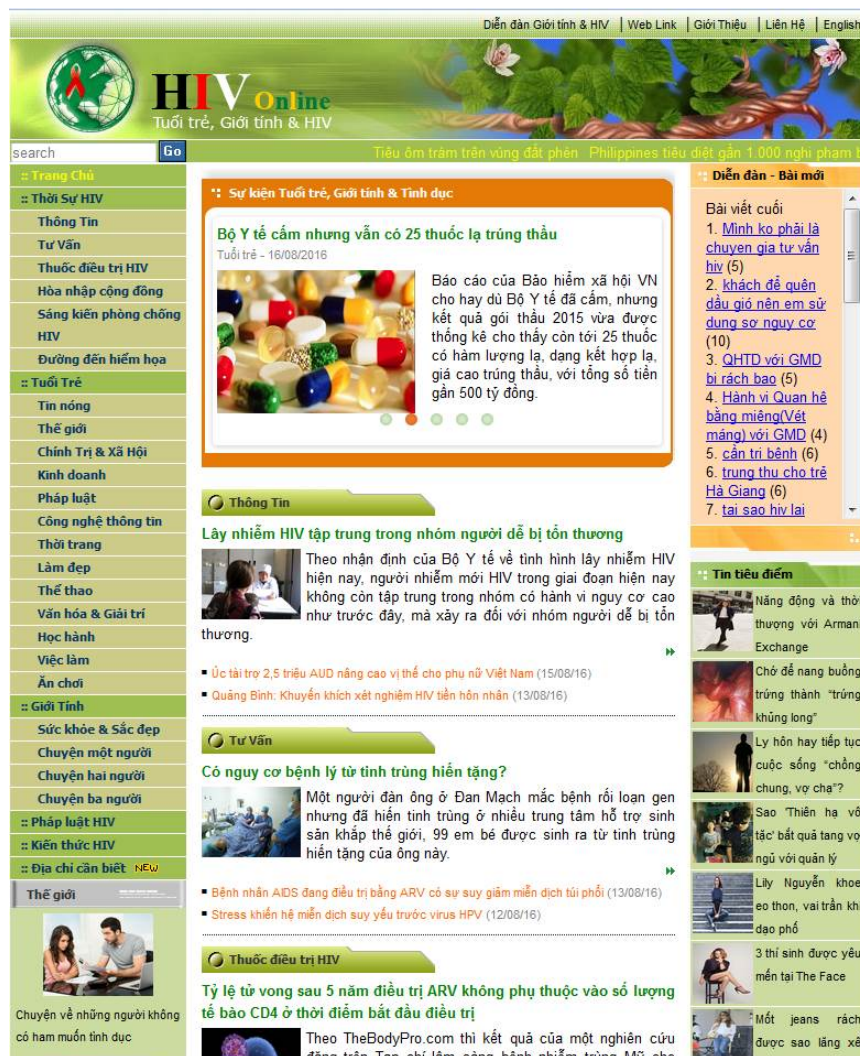 Diễn đàn Giới tính & HIV | Web Link | Giới Thiệu | Liên Hệ | English
HIV Online
Tuổi trẻ, Giới tính & HIV
search Go
Tiêu ôm tràm trên vùng đất phèn Philippines tiêu diệt gần 1.000 nghi phạm
:: Trang Chủ
:: Thời Sự HIV
Thông Tin
Tư Vấn
Thuốc điều trị HIV
Hòa nhập cộng đồng
Sáng kiến phòng chống
HIV
Đường đến hiểm họa
:: Tuổi Trẻ
Tin nóng
Thế giới
Chính Trị & Xã Hội
Kinh doanh
Pháp luật
Công nghệ thông tin
Thời trang
Làm đẹp
Thể thao
Văn hóa & Giải trí
Học hành
Việc làm
Ăn chơi
:: Giới Tính
Sức khỏe & Sắc đẹp
Chuyện một người
Chuyện hai người
Chuyện ba người
:: Pháp luật HIV
:: Kiến thức HIV
:: Địa chỉ cần biết NEW
Thế giới
Chuyện về những người không
có ham muốn tình dục
Sự kiện Tuổi trẻ, Giới tính & Tình dục
Bộ Y tế cấm nhưng vẫn có 25 thuốc lạ trúng thầu
Tuổi trẻ - 16/08/2016
Báo cáo của Bảo hiểm xã hội VN
cho hay dù Bộ Y tế đã cấm, nhưng
kết quả gói thầu 2015 vừa được
thống kê cho thấy còn tới 25 thuốc
có hàm lượng lạ, dạng kết hợp lạ,
giá cao trúng thầu, với tổng số tiền
gần 500 tỷ đồng.
Thông Tin
Lây nhiễm HIV tập trung trong nhóm người dễ bị tổn thương
Theo nhận định của Bộ Y tế về tình hình lây nhiễm HIV
hiện nay, người nhiễm mới HIV trong giai đoạn hiện nay
không còn tập trung trong nhóm có hành vi nguy cơ cao
như trước đây, mà xảy ra đối với nhóm người dễ bị tổn
thương.
Úc tài trợ 2,5 triệu AUD nâng cao vị thế cho phụ nữ Việt Nam (15/08/16)
Quảng Bình: Khuyến khích xét nghiệm HIV tiền hôn nhân (13/08/16)
Tư Vấn
Có nguy cơ bệnh lý từ tinh trùng hiến tặng?
Một người đàn ông ở Đan Mạch mắc bệnh rối loạn gen
nhưng đã hiến tinh trùng ở nhiều trung tâm hỗ trợ sinh
sản khắp thế giới, 99 em bé được sinh ra từ tinh trùng
hiến tặng của ông này.
Bệnh nhân AIDS đang điều trị bằng ARV có sự suy giảm miễn dịch túi phổi (13/08/16)
Stress khiến hệ miễn dịch suy yếu trước virus HPV (12/08/16)
Thuốc điều trị HIV
Tỷ lệ tử vong sau 5 năm điều trị ARV không phụ thuộc vào số lượng
tế bào CD4 ở thời điểm bắt đầu điều trị
Theo TheBodyPro.com thì kết quả của một nghiên cứu
đăng trên Tạp chí lâm sàng bệnh nhiễm trùng Mỹ cho
Diễn đàn - Bài mới
Bài viết cuối
1. Mình ko phải là
chuyen gia tư vấn
hiv (5)
2. khách để quên
dầu gió nên em sử
dung sơ nguy cơ
(10)
3. QHTD với GMD
bi rách bao (5)
4. Hành vi Quan hê
bằng miêng(Vét
máng) với GMD (4)
5. cần tri bênh (6)
6. trung thu cho trẻ
Hà Giang (6)
7. tai sao hiv lai
Tin tiêu điểm
Năng động và thời
thượng với Armani
Exchange
Chớ để nang buồng
trứng thành "trứng
khủng long"
Ly hôn hay tiếp tục
cuộc sống "chồng
chung, vợ chạ"?
Sao 'Thiên hạ vô
tặc' bắt quả tang vợ
ngủ với quản lý
Lily Nguyễn khoe
eo thon, vai trần khi
dạo phố
3 thí sinh được yêu
mến tại The Face
Mốt jeans rách
được sao lăng xê